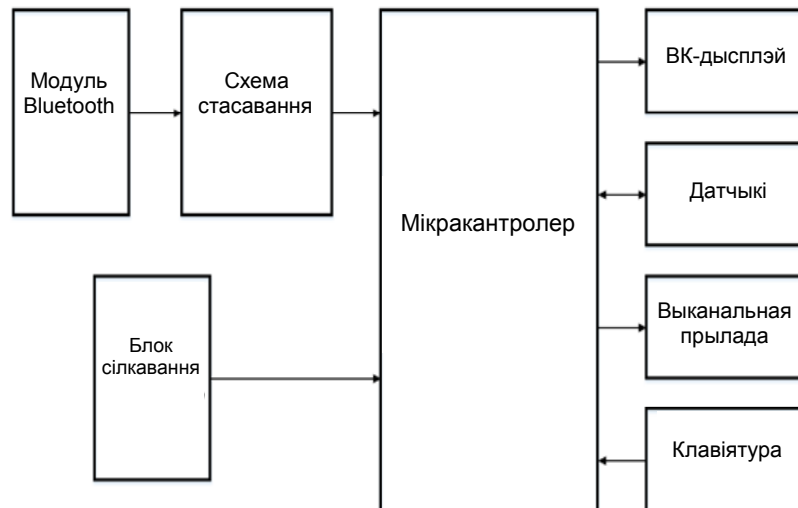 Модуль
Bluetooth
Схема
стасавання
Мікракантролер
ВК-дысплэй
Датчыкі
Выканальная
прылада
Клавіятура
Блок
сілкавання